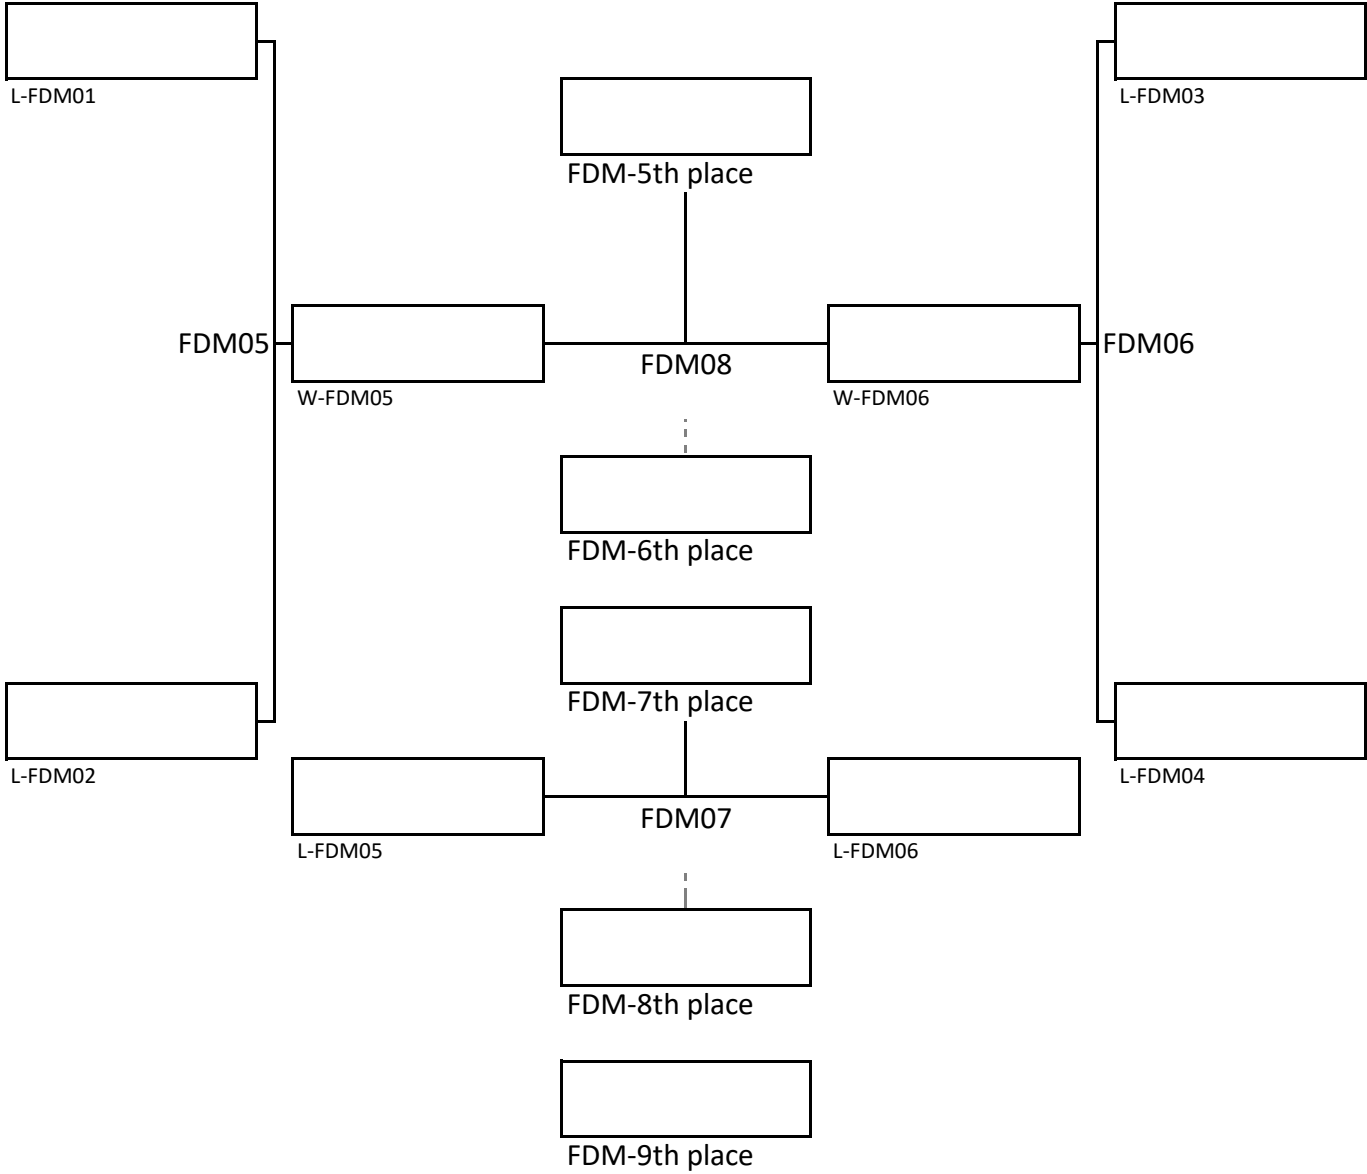 L-FDM01
L-FDM03
FDM-5th place
FDM05
FDM08
FDM06
W-FDM05
W-FDM06
FDM-6th place
FDM-7th place
L-FDM02
L-FDM04
FDM07
L-FDM05
L-FDM06
FDM-8th place
FDM-9th place